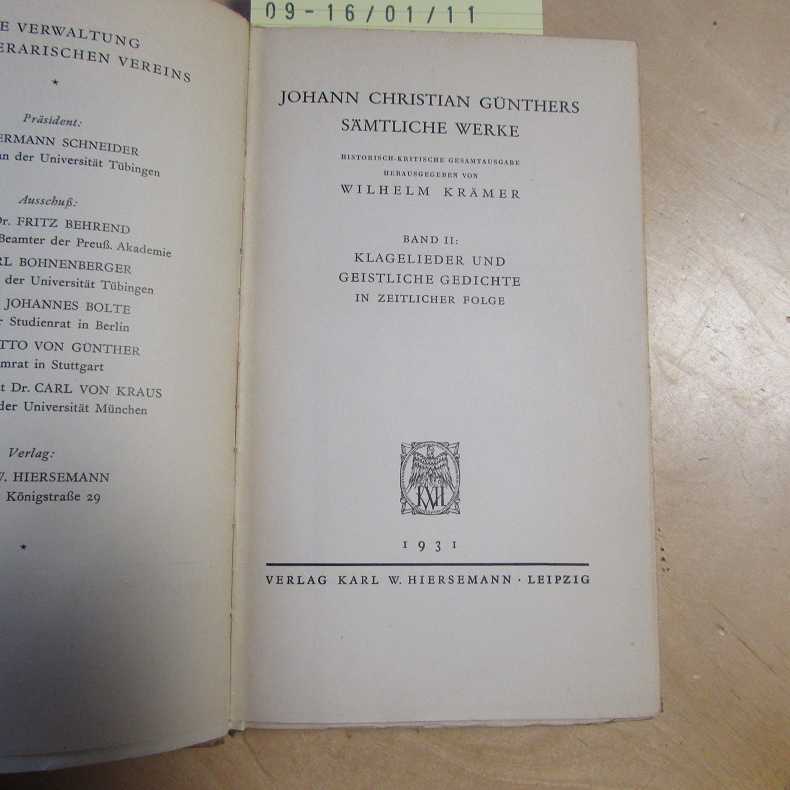 09-16/01/11
E VERWALTUNG
ERARISCHEN VEREINS
*
Präsident:
ERMANN SCHNEIDER
n der Universität Tübingen
Ausschuß:
Dr. FRITZ BEHREND
Beamter der Preuß. Akademie
RL BOHNENBERGER
der Universität Tübingen
JOHANNES BOLTE
r Studienrat in Berlin
TTO VON GÜNTHER
mrat in Stuttgart
t Dr. CARL VON KRAUS
der Universität München
Verlag:
W. HIERSEMANN
Königstraße 29
*
JOHANN CHRISTIAN GÜNTHERS
SÄMTLICHE WERKE
HISTORISCH-KRITISCHE GESAMTAUSGABE
HERAUSGEGEBEN VON
WILHELM KRÄMER
BAND II:
KLAGELIEDER UND
GEISTLICHE GEDICHTE
IN ZEITLICHER FOLGE
KWH
1931
VERLAG KARL W. HIERSEMANN · LEIPZIG